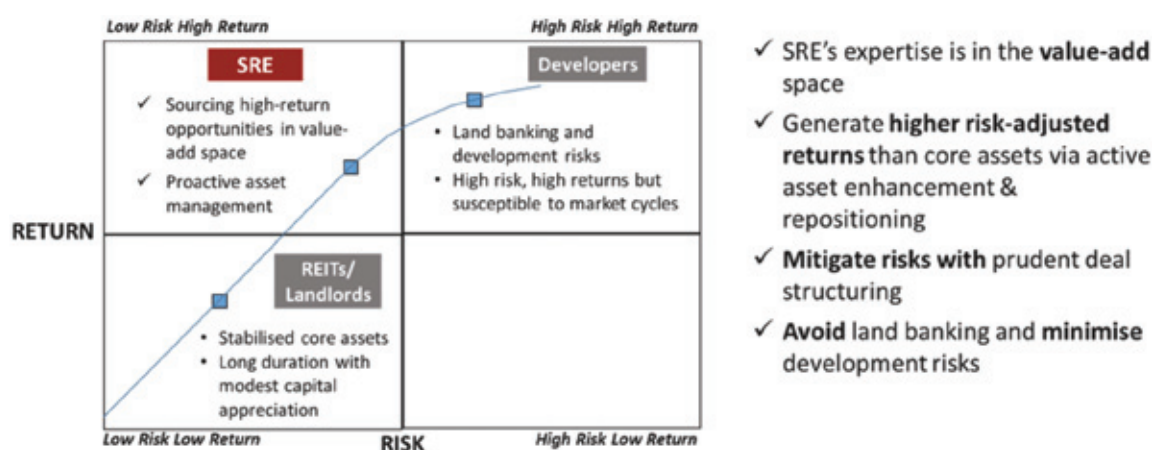 Low Risk High Return
High Risk High Return
SRE
✓ Sourcing high-return
opportunities in value-
add space
✓ Proactive asset
management
Developers
• Land banking and
development risks
• High risk, high returns but
susceptible to market cycles
RETURN
REITs/
Landlords
• Stabilised core assets
• Long duration with
modest capital
appreciation
Low Risk Low Return
RISK
High Risk Low Return
✓ SRE’s expertise is in the value-add
space
✓ Generate higher risk-adjusted
returns than core assets via active
asset enhancement &
repositioning
✓ Mitigate risks with prudent deal
structuring
✓ Avoid land banking and minimise
development risks